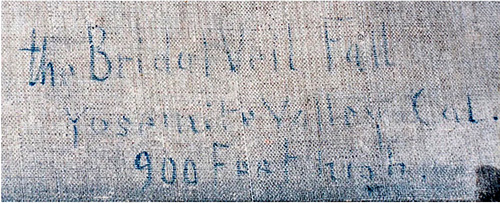 the Bridal Veil Fall
Yosemite Valley Cal.
900 Feet high.